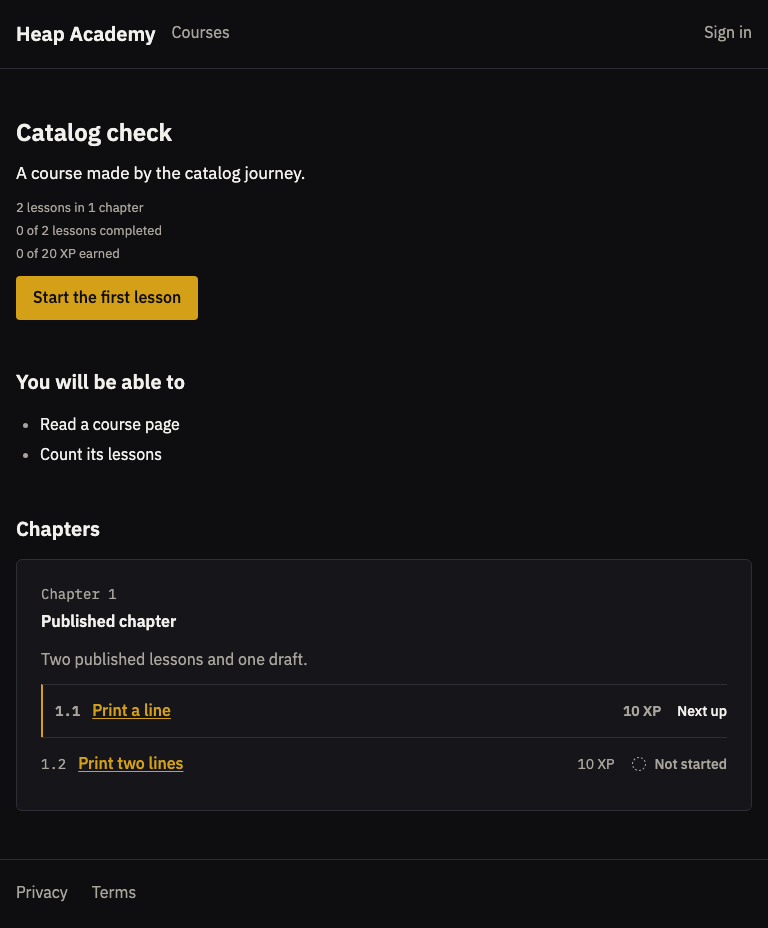 Heap Academy Courses Sign in
Catalog check
A course made by the catalog journey.
2 lessons in 1 chapter
0 of 2 lessons completed
0 of 20 XP earned
Start the first lesson
You will be able to
Read a course page
Count its lessons
Chapters
Chapter 1
Published chapter
Two published lessons and one draft.
1.1 Print a line 10 XP Next up
1.2 Print two lines 10 XP Not started
Privacy Terms